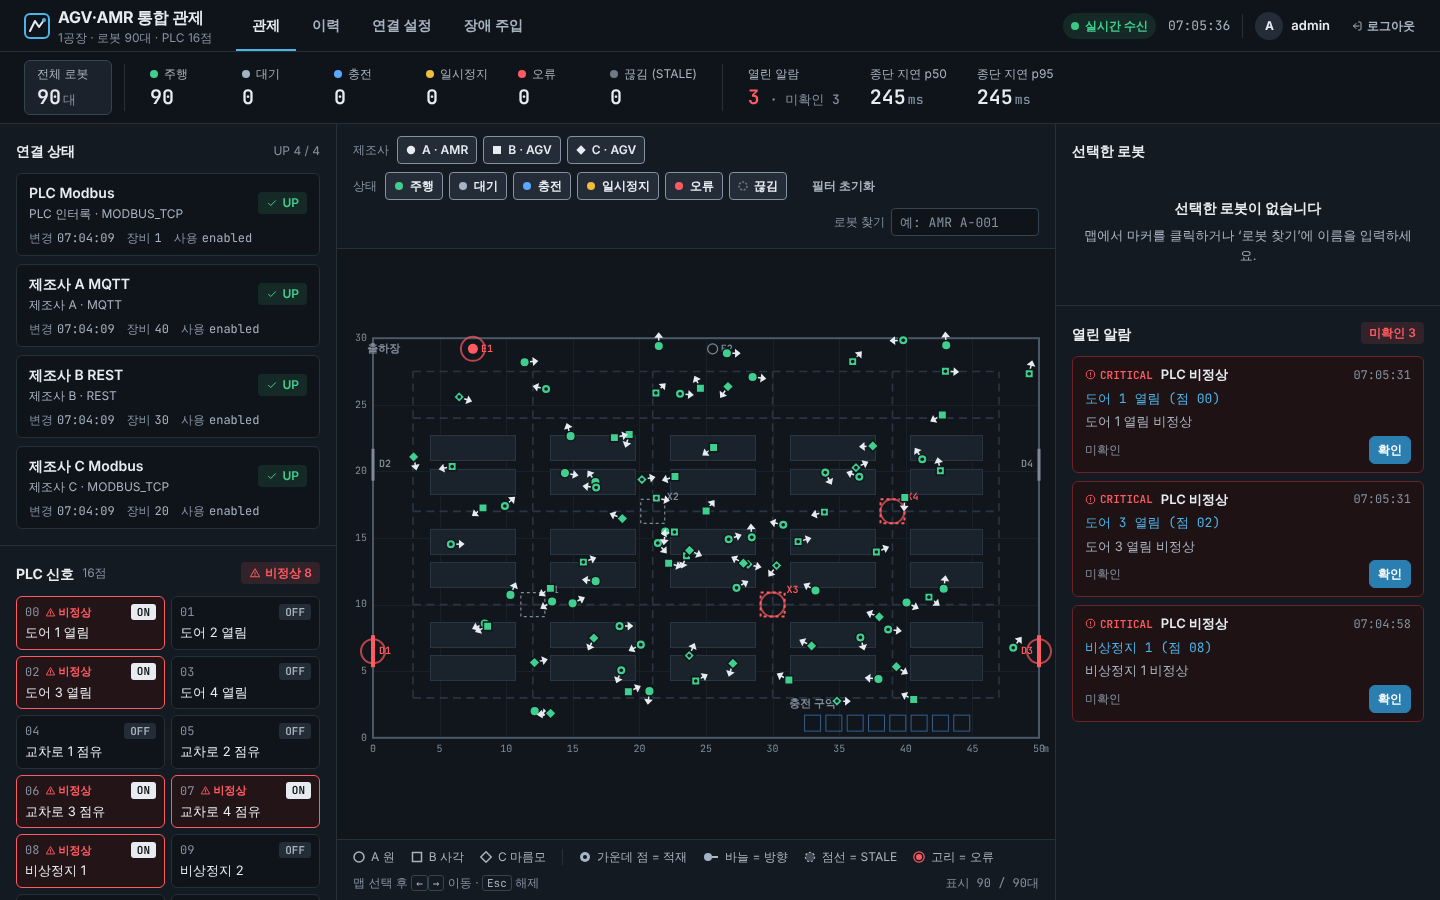 AGV·AMR 통합 관제
1공장 · 로봇 90대 · PLC 16점
관제 이력 연결 설정 장애 주입
실시간 수신 07:05:36 A admin 로그아웃
전체 로봇 주행 대기 충전 일시정지 오류 끊김 (STALE) 열린 알람 종단 지연 p50 종단 지연 p95
90대 90 0 0 0 0 0 3 · 미확인 3 245ms 245ms
연결 상태 UP 4 / 4
PLC Modbus
PLC 인터록 · MODBUS_TCP
UP
변경 07:04:09 장비 1 사용 enabled
제조사 A MQTT
제조사 A · MQTT
UP
변경 07:04:09 장비 40 사용 enabled
제조사 B REST
제조사 B · REST
UP
변경 07:04:09 장비 30 사용 enabled
제조사 C Modbus
제조사 C · MODBUS_TCP
UP
변경 07:04:09 장비 20 사용 enabled
PLC 신호 16점 비정상 8
00 비정상 ON
도어 1 열림
01 OFF
도어 2 열림
02 비정상 ON
도어 3 열림
03 OFF
도어 4 열림
04 OFF
교차로 1 점유
05 OFF
교차로 2 점유
06 비정상 ON
교차로 3 점유
07 비정상 ON
교차로 4 점유
08 비정상 ON
비상정지 1
09 OFF
비상정지 2
제조사 A · AMR B · AGV C · AGV
상태 주행 대기 충전 일시정지 오류 끊김 필터 초기화
로봇 찾기 예: AMR A-001
30
출하장
E1
25
D2
D4
20
X2
15
10
X3
D1
D3
5
충전 구역
0
0 5 10 15 20 25 30 35 40 45 50m
A 원 B 사각 C 마름모 가운데 점 = 적재 바늘 = 방향 점선 = STALE 고리 = 오류
맵 선택 후 ← → 이동 · Esc 해제
표시 90 / 90대
선택한 로봇
선택한 로봇이 없습니다
맵에서 마커를 클릭하거나 ‘로봇 찾기’에 이름을 입력하세
요.
열린 알람 미확인 3
CRITICAL PLC 비정상 07:05:31
도어 1 열림 (점 00)
도어 1 열림 비정상
미확인 확인
CRITICAL PLC 비정상 07:05:31
도어 3 열림 (점 02)
도어 3 열림 비정상
미확인 확인
CRITICAL PLC 비정상 07:04:58
비상정지 1 (점 08)
비상정지 1 비정상
미확인 확인